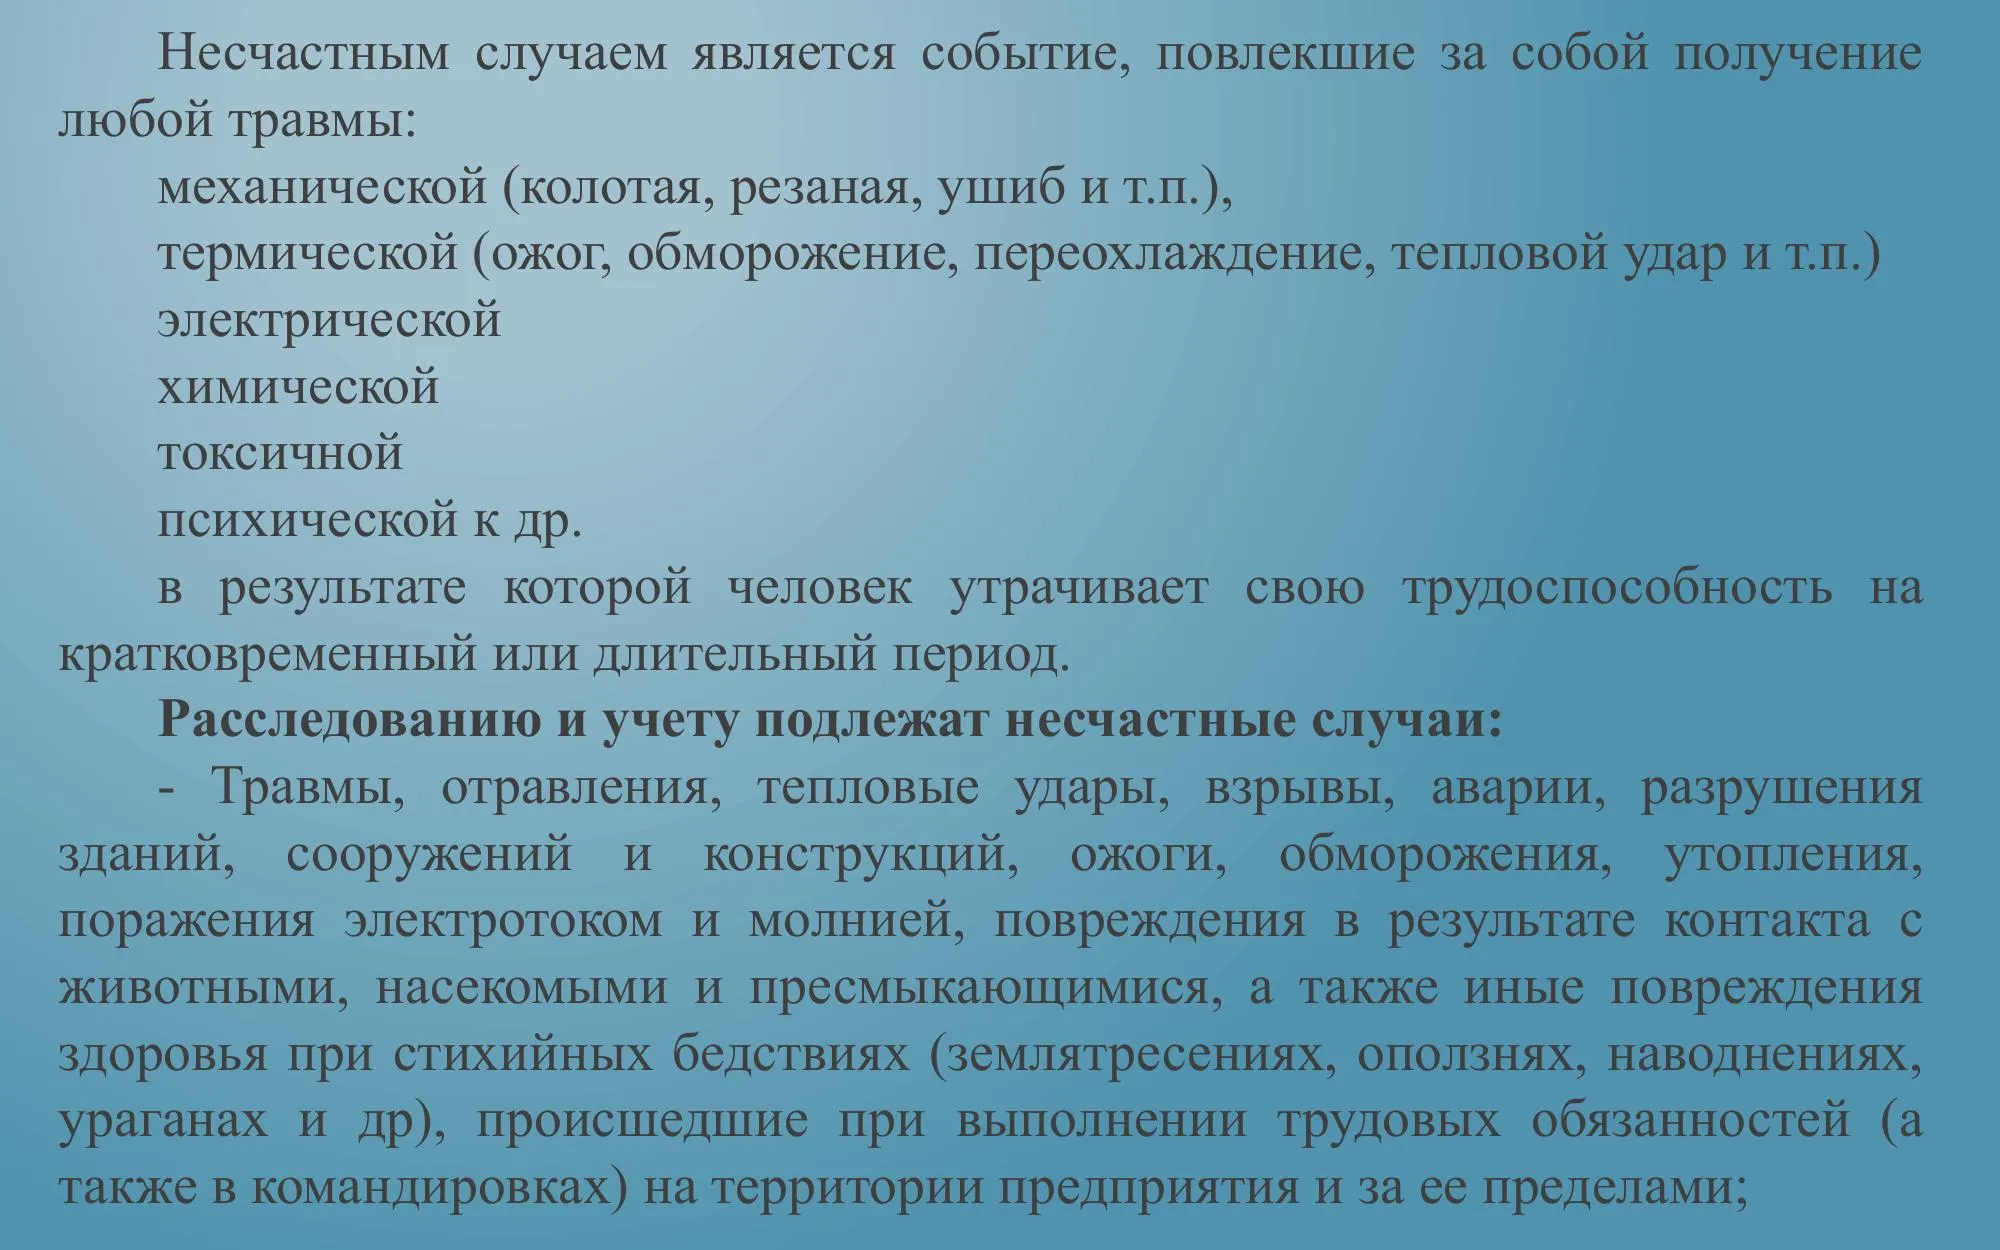 Несчастным случаем является событие, повлекшие за собой получение
любой травмы:
механической (колотая, резаная, ушиб и т.п.),
термической (ожог, обморожение, переохлаждение, тепловой удар и т.п.)
электрической
химической
токсичной
психической к др.
в результате которой человек утрачивает свою трудоспособность на
кратковременный или длительный период.
Расследованию и учету подлежат несчастные случаи:
- Травмы, отравления, тепловые удары, взрывы, аварии, разрушения
зданий, сооружений и конструкций, ожоги, обморожения, утопления,
поражения электротоком и молнией, повреждения в результате контакта с
животными, насекомыми и пресмыкающимися, а также иные повреждения
здоровья при стихийных бедствиях (землятресениях, оползнях, наводнениях,
ураганах и др), происшедшие при выполнении трудовых обязанностей (а
также в командировках) на территории предприятия и за ее пределами;